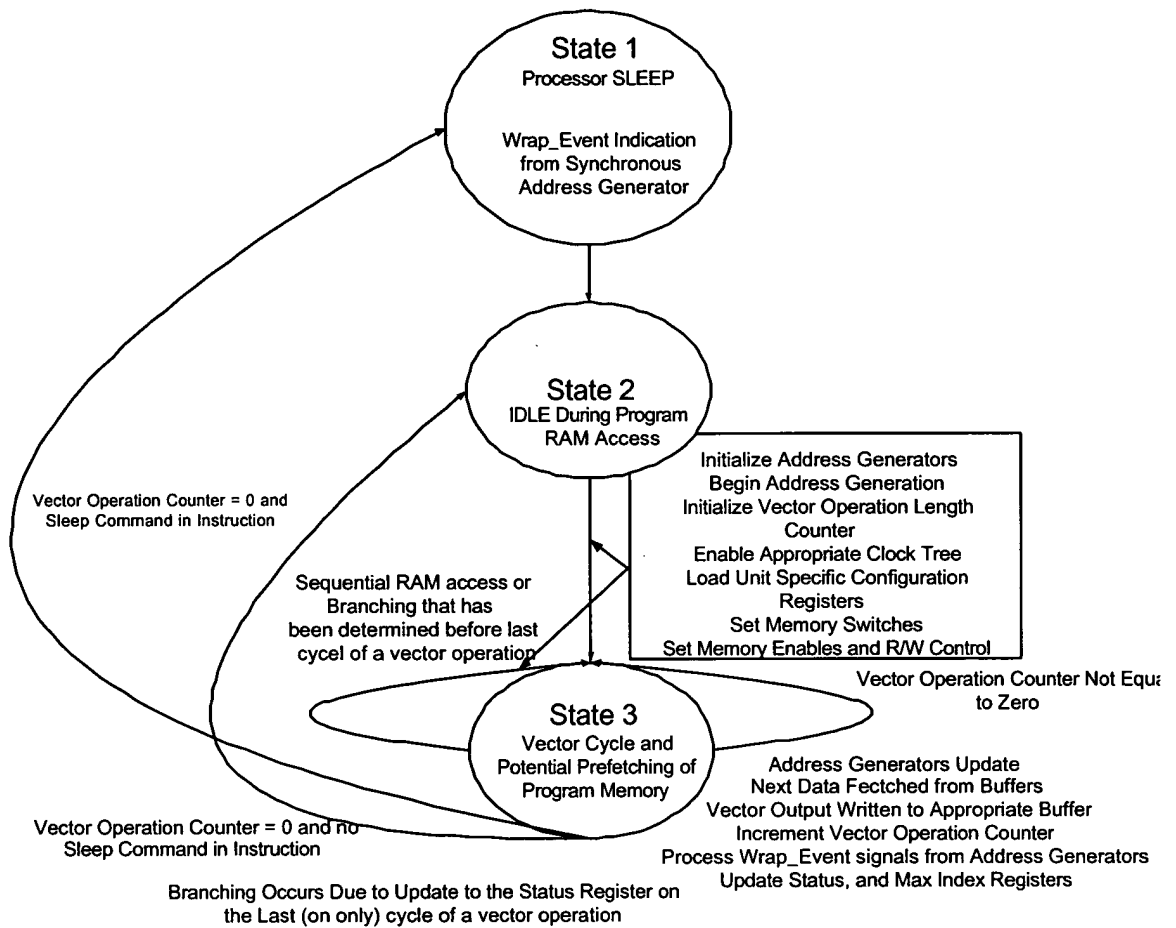 State 1
Processor SLEEP
Wrap_Event Indication
from Synchronous
Address Generator
State 2
IDLE During Program
RAM Access
Initialize Address Generators
Begin Address Generation
Initialize Vector Operation Length
Counter
Enable Appropriate Clock Tree
Load Unit Specific Configuration
Registers
Set Memory Switches
Set Memory Enables and R/W Control
Vector Operation Counter = 0 and
Sleep Command in Instruction
Sequential RAM access or
Branching that has
been determined before last
cycel of a vector operation
Vector Operation Counter Not Equa
to Zero
State 3
Vector Cycle and
Potential Prefetching of
Program Memory
Address Generators Update
Next Data Fectched from Buffers
Vector Output Written to Appropriate Buffer
Increment Vector Operation Counter
Process Wrap_Event signals from Address Generators
Update Status, and Max Index Registers
Vector Operation Counter = 0 and no
Sleep Command in Instruction
Branching Occurs Due to Update to the Status Register on
the Last (on only) cycle of a vector operation